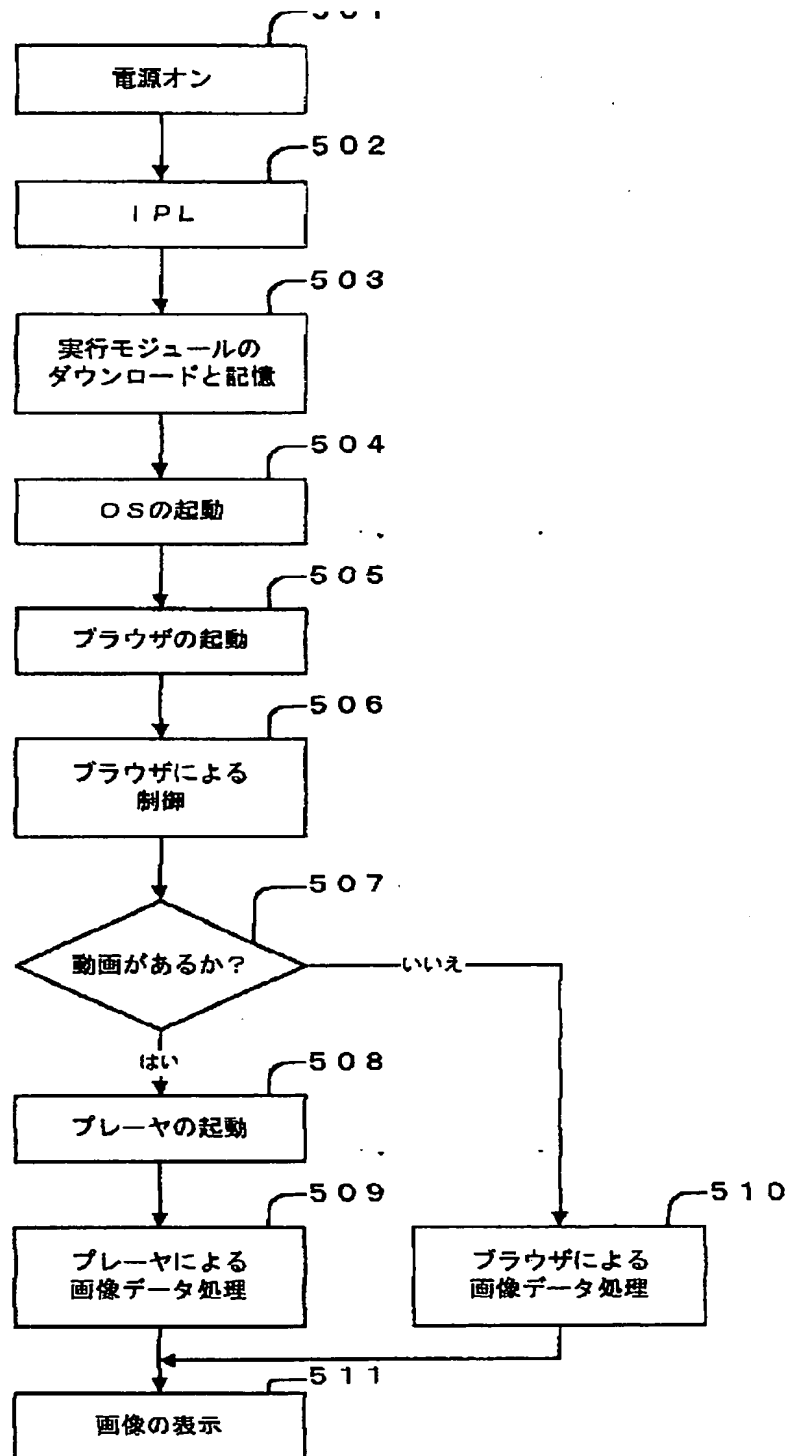 電源オン
502
IPL
503
実行モジュールの
ダウンロードと記憶
504
OSの起動
505
ブラウザの起動
506
ブラウザによる
制御
507
動画があるか？
いいえ
はい
508
プレーヤの起動
509
プレーヤによる
画像データ処理
510
ブラウザによる
画像データ処理
511
画像の表示